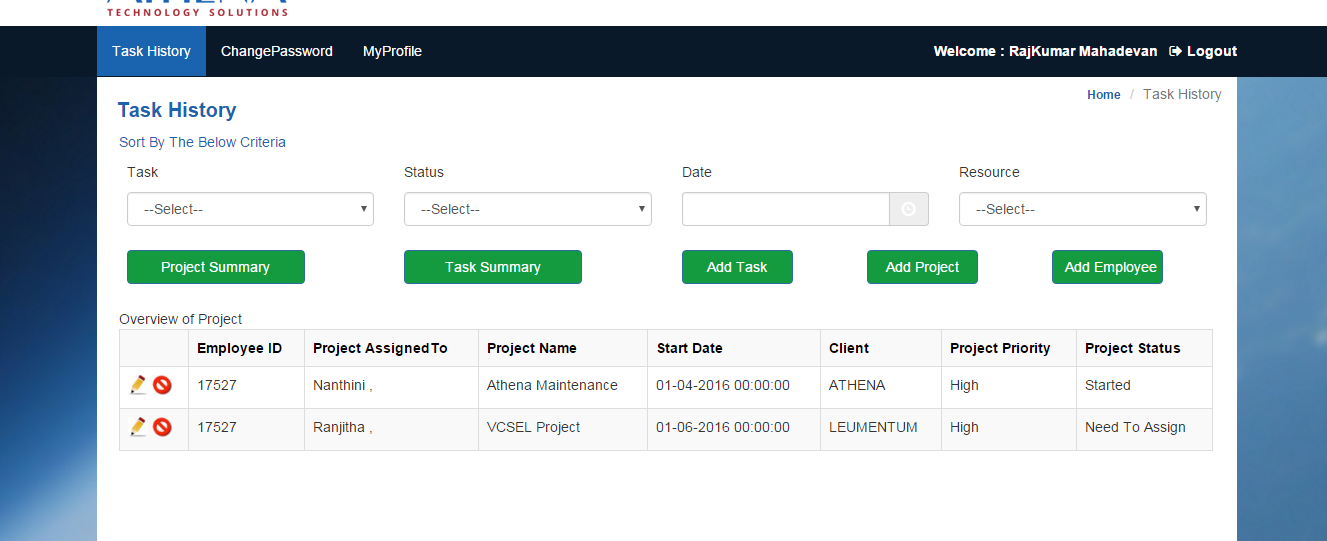 TECHNOLOGY SOLUTIONS
Task History ChangePassword MyProfile Welcome : RajKumar Mahadevan Logout
Home / Task History
Task History
Sort By The Below Criteria
Task Status Date Resource
--Select-- --Select-- --Select--
Project Summary Task Summary Add Task Add Project Add Employee
Overview of Project
Employee ID Project AssignedTo Project Name Start Date Client Project Priority Project Status
17527 Nanthini , Athena Maintenance 01-04-2016 00:00:00 ATHENA High Started
17527 Ranjitha , VCSEL Project 01-06-2016 00:00:00 LEUMENTUM High Need To Assign